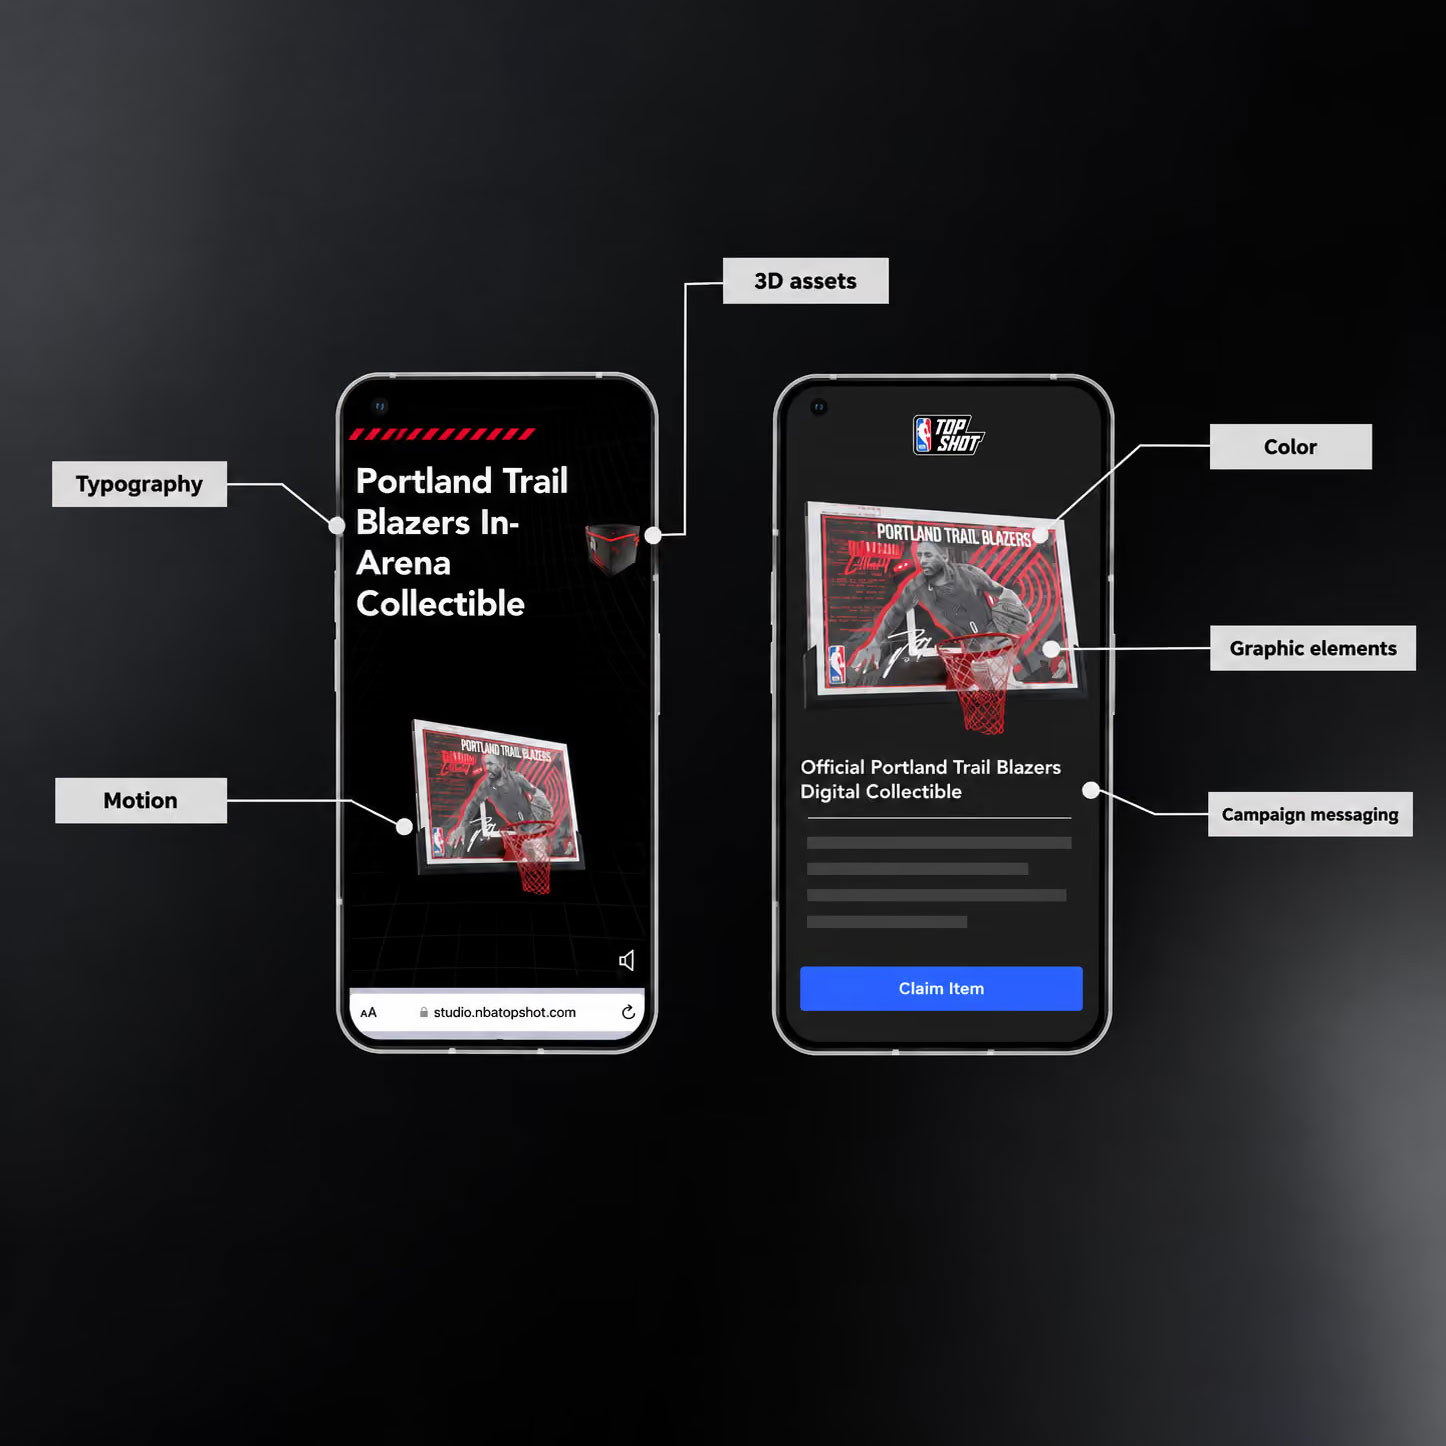 3D assets
Typography
Motion
Portland Trail
Blazers In-
Arena
Collectible
PORTLAND TRAIL BLAZERS
AA
studio.nbatopshot.com
TOP
SHOT
PORTLAND TRAIL BLAZERS
Official Portland Trail Blazers
Digital Collectible
Claim Item
Color
Graphic elements
Campaign messaging